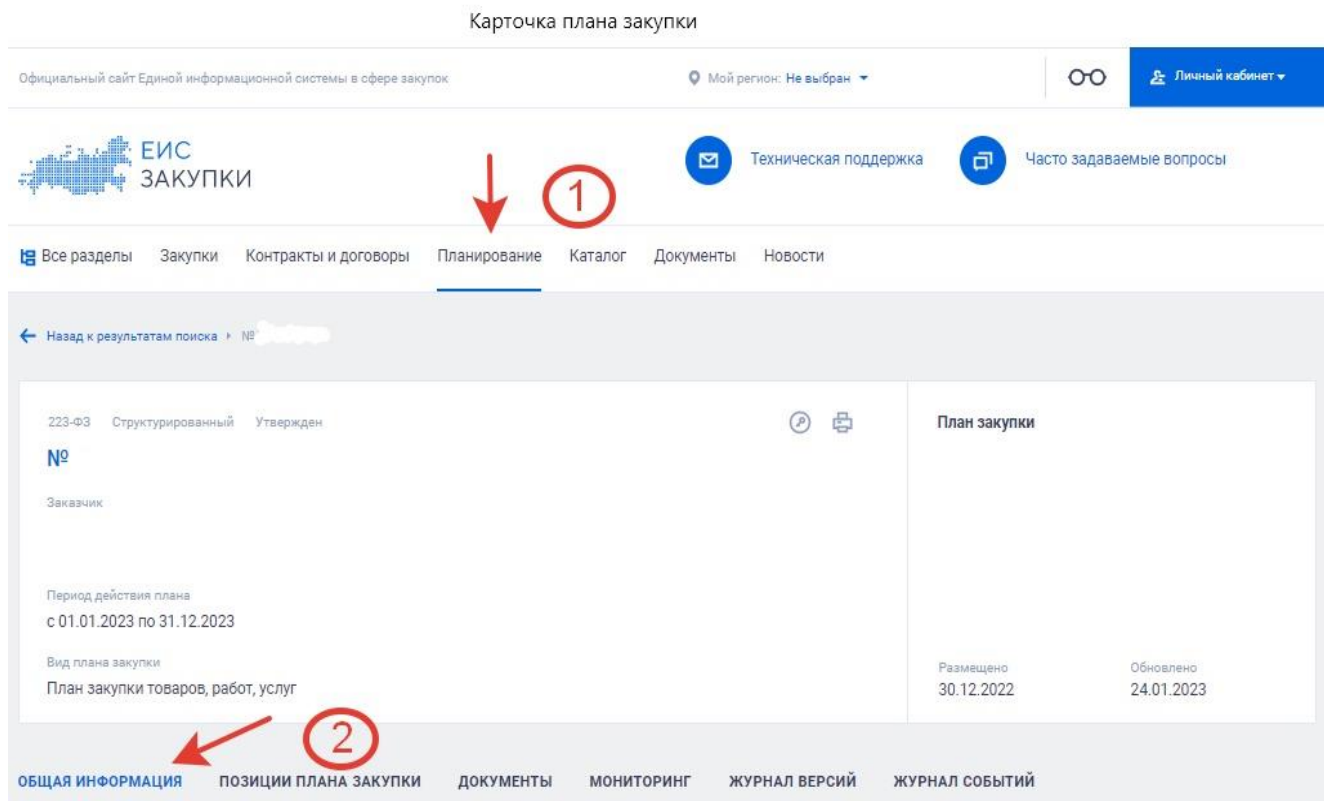 Карточка плана закупки
Официальный сайт Единой информационной системы в сфере закупок
Мой регион: Не выбран
Личный кабинет
ЕИС
ЗАКУПКИ
Техническая поддержка
Часто задаваемые вопросы
1
Все разделы Закупки Контракты и договоры Планирование Каталог Документы Новости
Назад к результатам поиска №
223-ФЗ Структурированный Утвержден
№
Заказчик
Период действия плана
с 01.01.2023 по 31.12.2023
Вид плана закупки
План закупки товаров, работ, услуг
План закупки
Размещено Обновлено
30.12.2022 24.01.2023
2
ОБЩАЯ ИНФОРМАЦИЯ ПОЗИЦИИ ПЛАНА ЗАКУПКИ ДОКУМЕНТЫ МОНИТОРИНГ ЖУРНАЛ ВЕРСИЙ ЖУРНАЛ СОБЫТИЙ